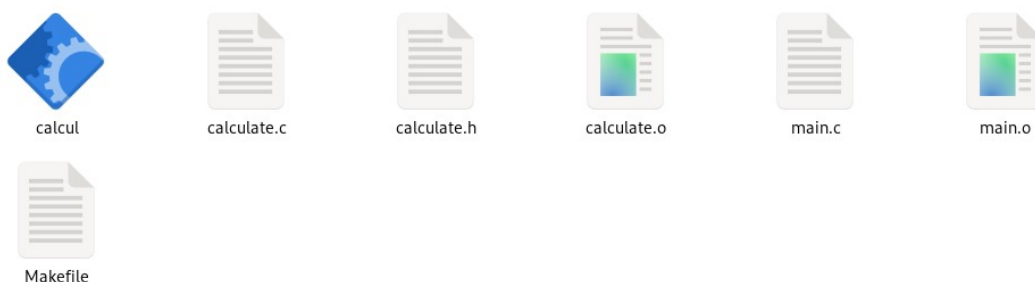 calcul
calculate.c
calculate.h
calculate.o
main.c
main.o
Makefile